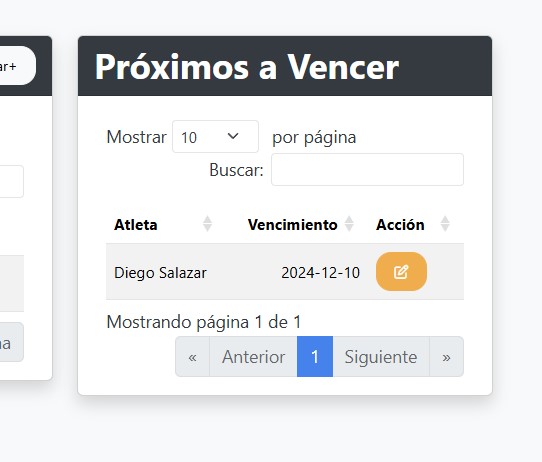 ar+
Próximos a Vencer
Mostrar 10 por página
Buscar:
Atleta Vencimiento Acción
Diego Salazar 2024-12-10
Mostrando página 1 de 1
na
« Anterior 1 Siguiente »